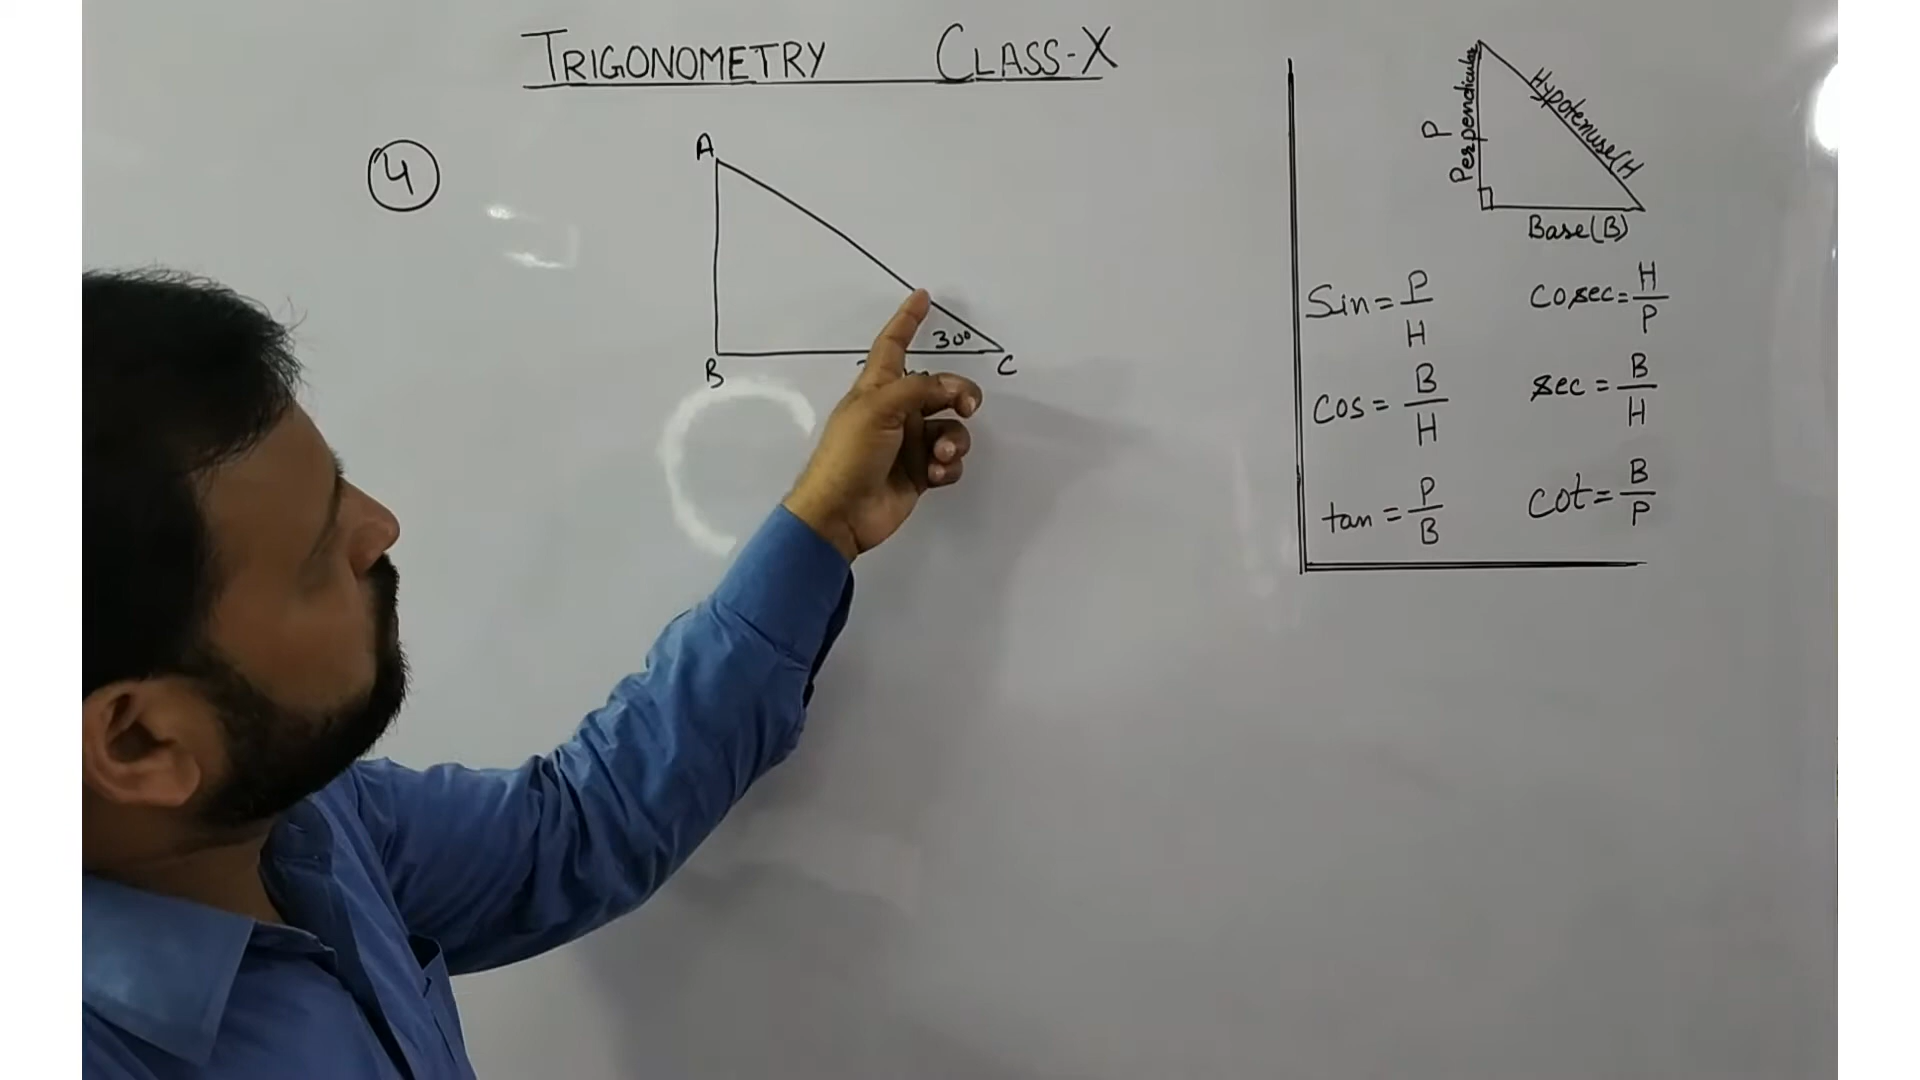 TRIGONOMETRY CLASS-X
4
A
B
C
30°
P
Perpendicular
Hypotenuse(H
Base(B)
Sin = P/H
cosec = H/P
cos = B/H
sec = B/H
tan = P/B
cot = B/P